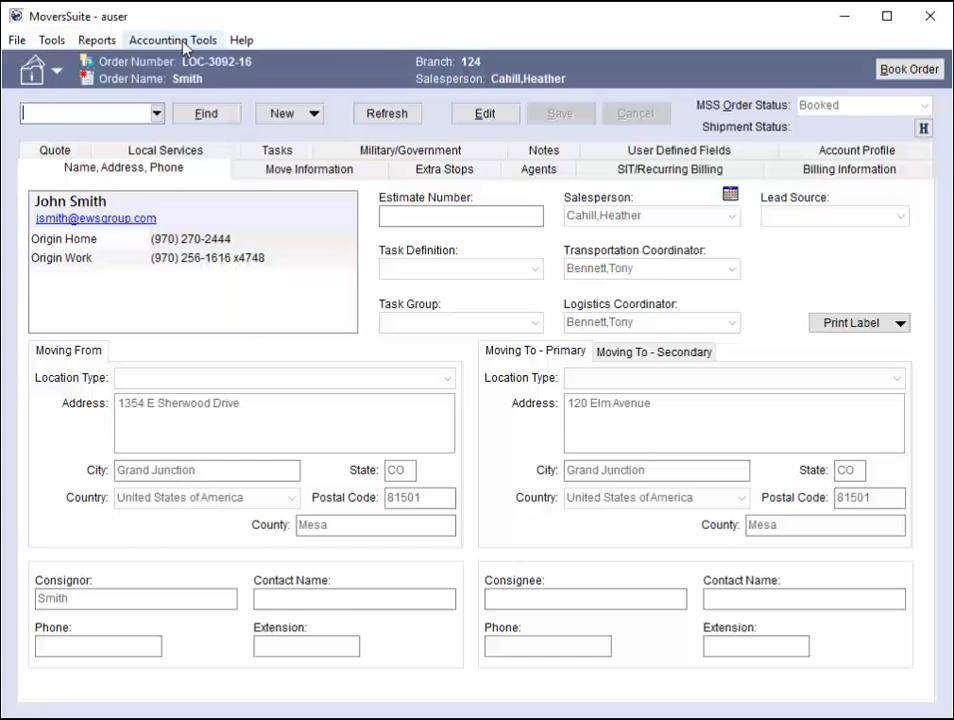 MoversSuite - auser
File Tools Reports Accounting Tools Help
Order Number: LOC-3092-16 Branch: 124
Order Name: Smith Salesperson: Cahill,Heather
Book Order
Find New Refresh Edit Save Cancel
MSS Order Status: Booked
Shipment Status: H
Quote Local Services Tasks Military/Government Notes User Defined Fields Account Profile
Name, Address, Phone Move Information Extra Stops Agents SIT/Recurring Billing Billing Information
John Smith
jsmith@ewsgroup.com
Origin Home (970) 270-2444
Origin Work (970) 256-1616 x4748
Estimate Number: Salesperson: Lead Source:
Cahill,Heather
Task Definition: Transportation Coordinator:
Bennett,Tony
Task Group: Logistics Coordinator:
Bennett,Tony
Print Label
Moving From
Location Type:
Address: 1354 E Sherwood Drive
City: Grand Junction State: CO
Country: United States of America Postal Code: 81501
County: Mesa
Moving To - Primary Moving To - Secondary
Location Type:
Address: 120 Elm Avenue
City: Grand Junction State: CO
Country: United States of America Postal Code: 81501
County: Mesa
Consignor: Contact Name:
Smith
Phone: Extension:
Consignee: Contact Name:
Phone: Extension: